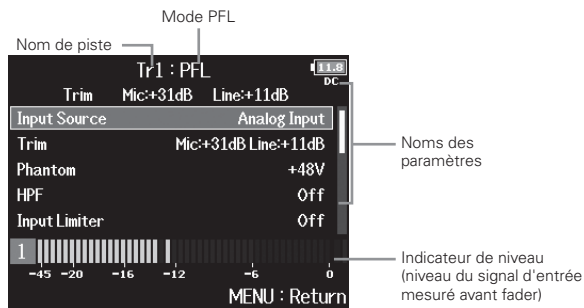 Mode PFL
Nom de piste
Tr1 : PFL
11.8
DC
Trim Mic:+31dB Line:+11dB
Input Source Analog Input
Trim Mic:+31dB Line:+11dB
Phantom +48V
HPF Off
Input Limiter Off
Noms des
paramètres
1
-45 -20 -16 -12 -6 0
MENU : Return
Indicateur de niveau
(niveau du signal d'entrée
mesuré avant fader)